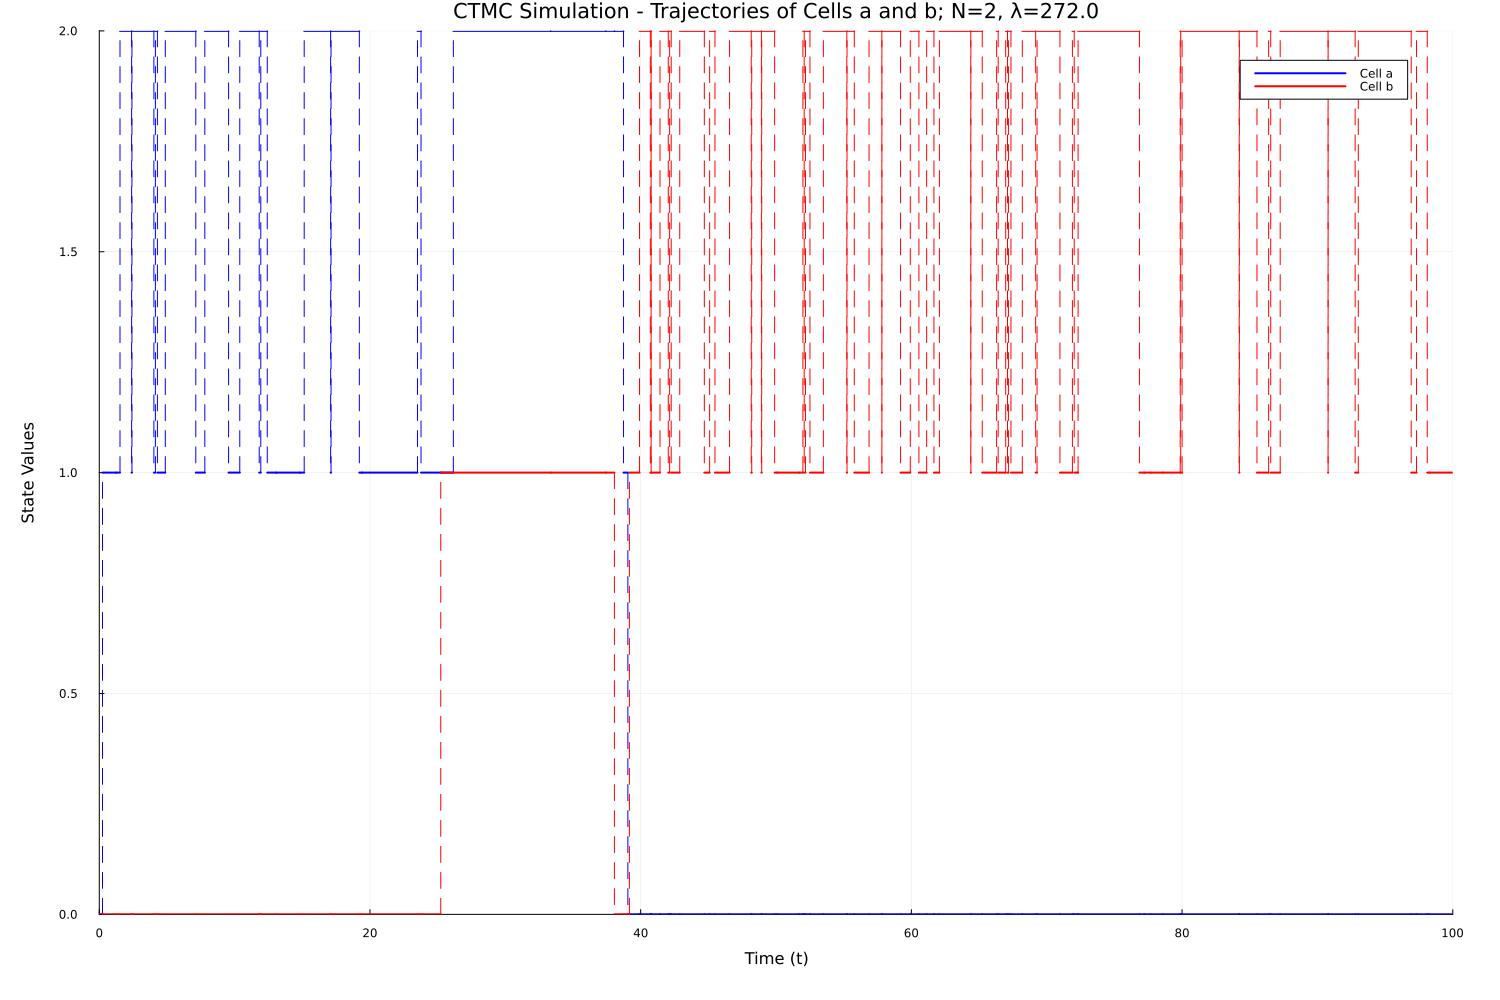 CTMC Simulation - Trajectories of Cells a and b; N=2, λ=272.0
2.0
Cell a
Cell b
1.5
1.0
State Values
0.5
0.0
0 20 40 60 80 100
Time (t)